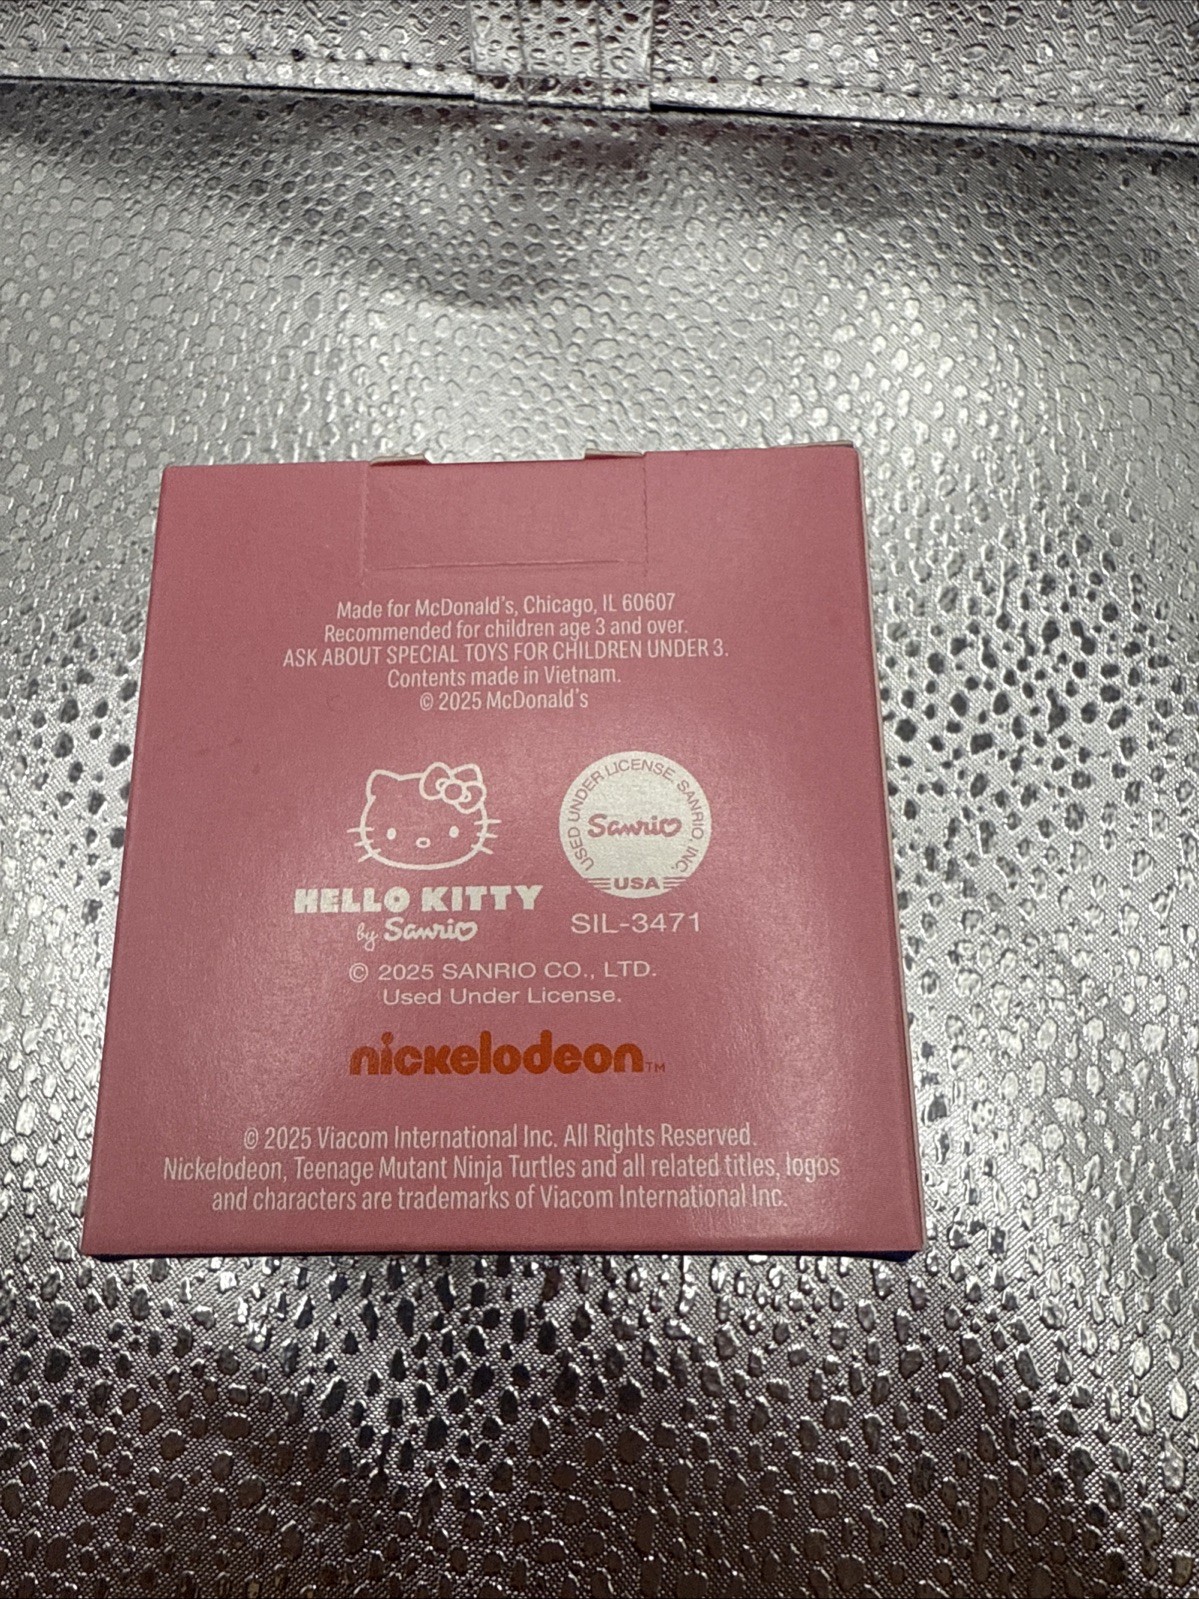 Made for McDonald's, Chicago, IL 60607
Recommended for children age 3 and over.
ASK ABOUT SPECIAL TOYS FOR CHILDREN UNDER 3.
Contents made in Vietnam.
© 2025 McDonald's
HELLO KITTY
by Sanrio
USED UNDER LICENSE. SANRIO, INC.
Sanrio
USA
SIL-3471
© 2025 SANRIO CO., LTD.
Used Under License.
nickelodeon™
© 2025 Viacom International Inc. All Rights Reserved.
Nickelodeon, Teenage Mutant Ninja Turtles and all related titles, logos
and characters are trademarks of Viacom International Inc.